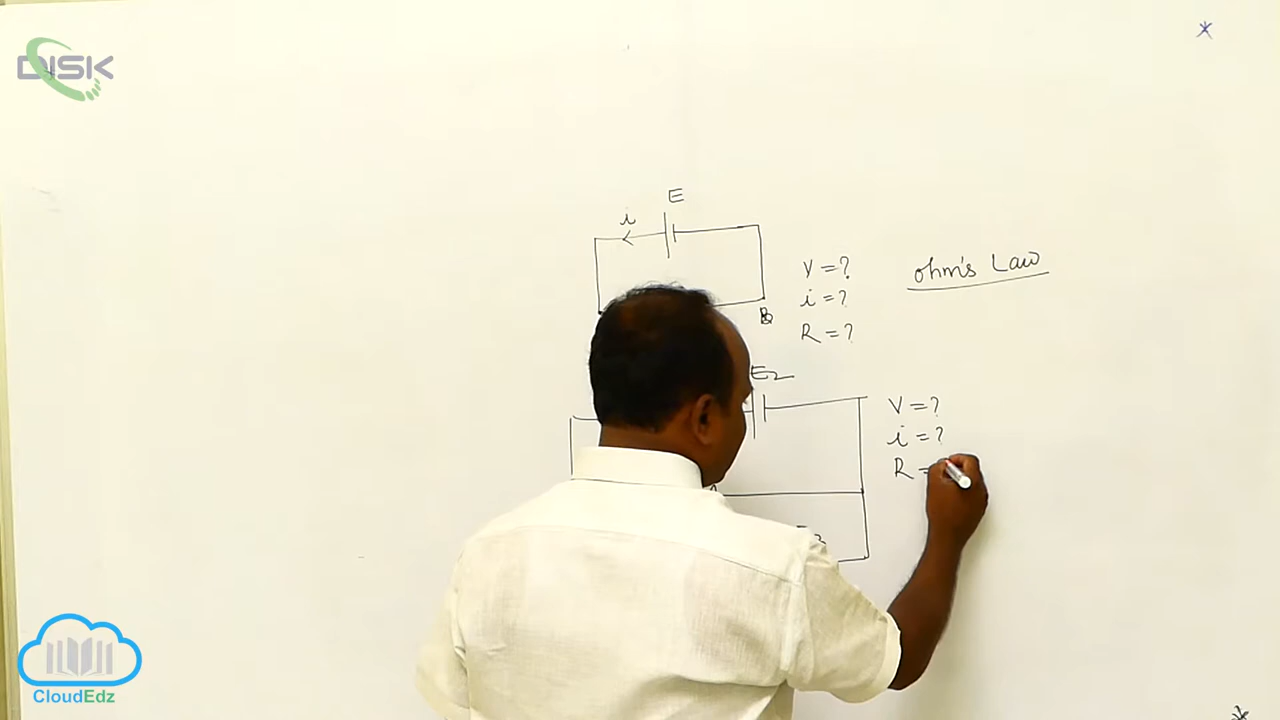 DISK
E
i
V = ?
i = ?
R = ?
ohm's Law
B
E2
V = ?
i = ?
R =
CloudEdz